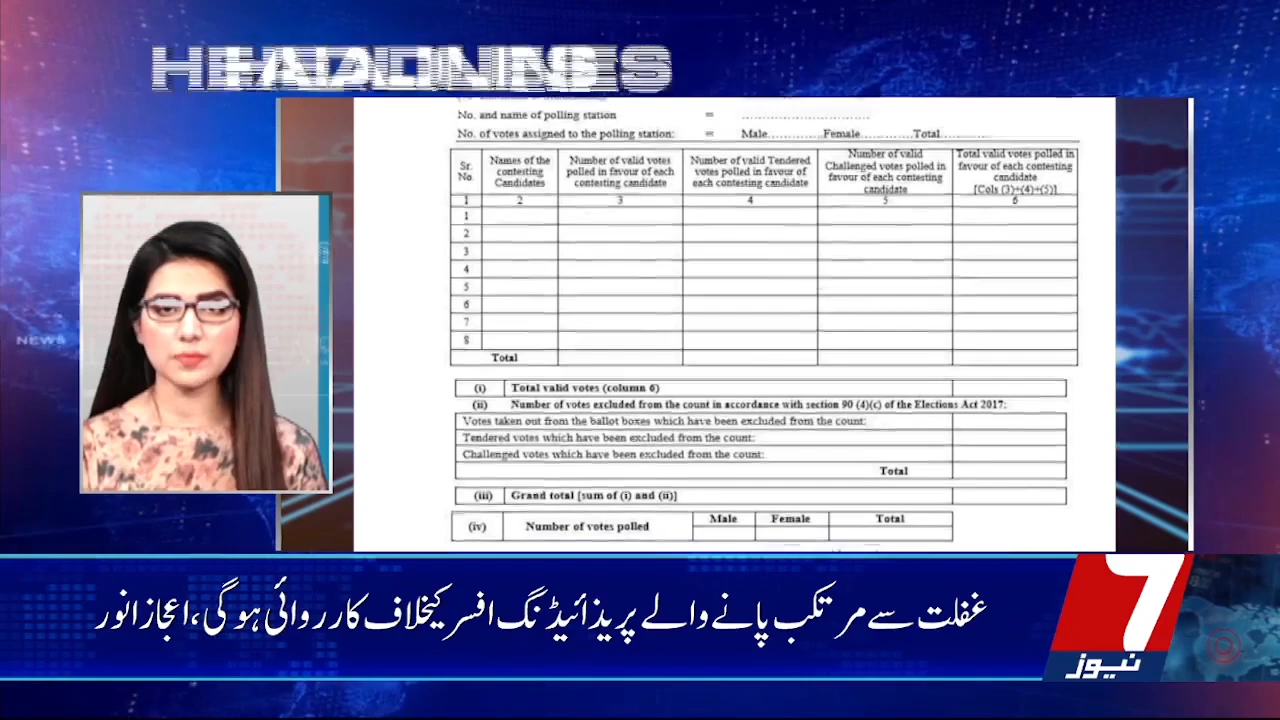 HEADLINES
No. and name of polling station = ..............................
No. of votes assigned to the polling station: = Male..............Female..............Total..............
Sr. No. Names of the contesting Candidates Number of valid votes polled in favour of each contesting candidate Number of valid Tendered votes polled in favour of each contesting candidate Number of valid Challenged votes polled in favour of each contesting candidate Total valid votes polled in favour of each contesting candidate [Cols (3)+(4)+(5)]
1 2 3 4 5 6
1
2
3
4
5
6
7
8
Total
(i) Total valid votes (column 6)
(ii) Number of votes excluded from the count in accordance with section 90 (4)(c) of the Elections Act 2017:
Votes taken out from the ballot boxes which have been excluded from the count:
Tendered votes which have been excluded from the count:
Challenged votes which have been excluded from the count:
Total
(iii) Grand total [sum of (i) and (ii)]
(iv) Number of votes polled Male Female Total
NEWS
غفلت سے مرتکب پانے والے پریذائیڈنگ افسر کیخلاف کارروائی ہو گی، اعجاز انور
7
نیوز